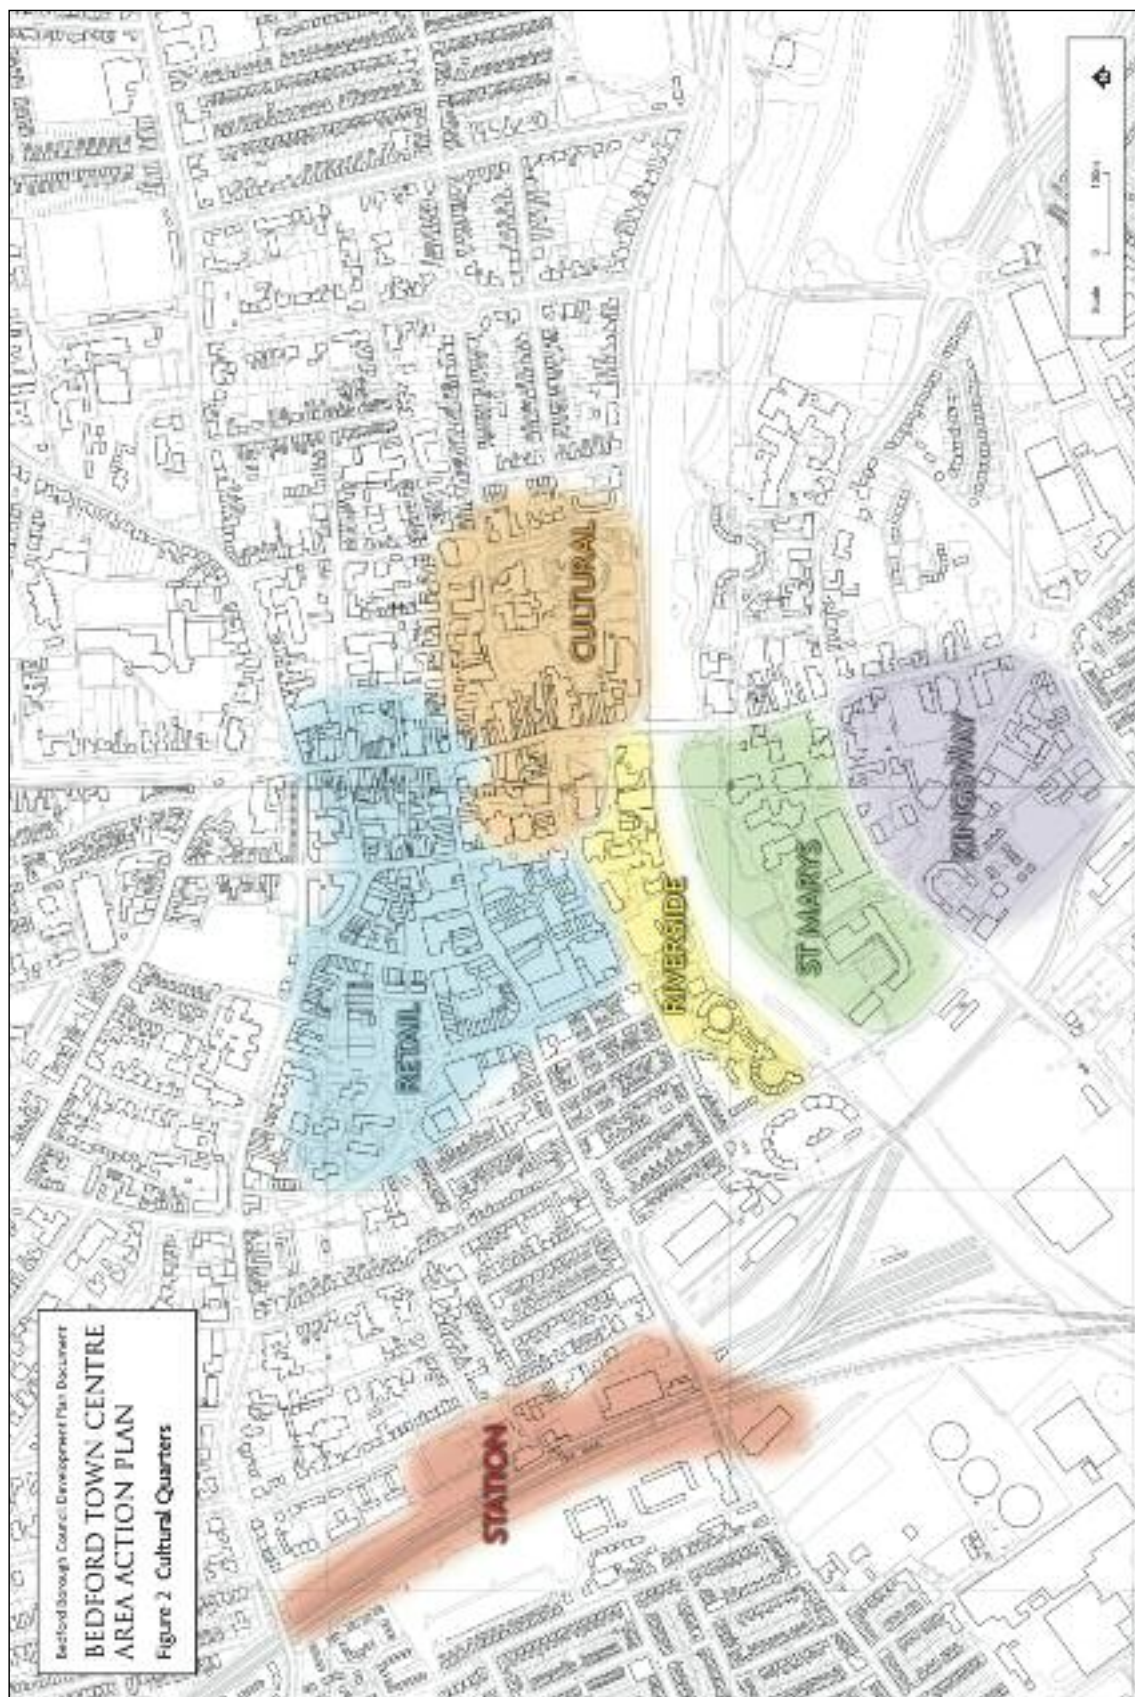 Bedford Borough Council Development Plan Document
BEDFORD TOWN CENTRE
AREA ACTION PLAN
Figure 2 Cultural Quarters
STATION
RETAIL
CULTURAL
RIVERSIDE
ST MARYS
KINGSWAY
N
Scale
0